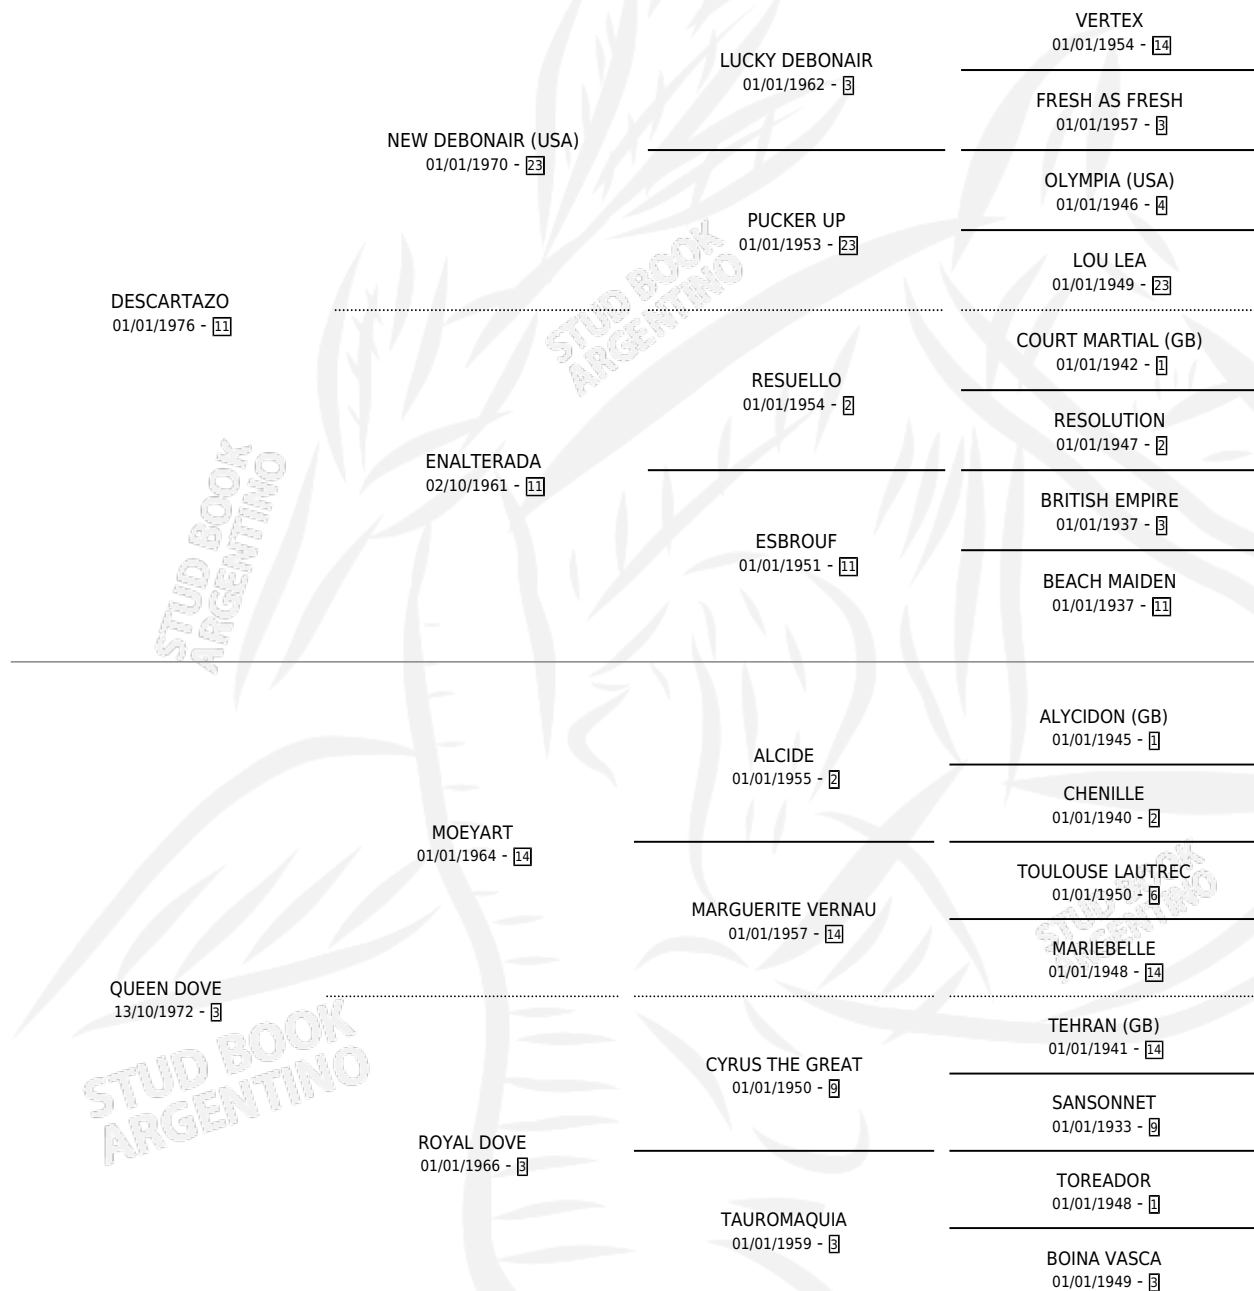 VERTEX
01/01/1954 - 14
LUCKY DEBONAIR
01/01/1962 - 3
FRESH AS FRESH
01/01/1957 - 3
NEW DEBONAIR (USA)
01/01/1970 - 23
OLYMPIA (USA)
01/01/1946 - 4
PUCKER UP
01/01/1953 - 23
LOU LEA
01/01/1949 - 23
DESCARTAZO
01/01/1976 - 11
COURT MARTIAL (GB)
01/01/1942 - 1
RESUELLO
01/01/1954 - 2
RESOLUTION
01/01/1947 - 2
ENALTERADA
02/10/1961 - 11
BRITISH EMPIRE
01/01/1937 - 3
ESBROUF
01/01/1951 - 11
BEACH MAIDEN
01/01/1937 - 11
ALYCIDON (GB)
01/01/1945 - 1
ALCIDE
01/01/1955 - 2
CHENILLE
01/01/1940 - 2
MOEYART
01/01/1964 - 14
TOULOUSE LAUTREC
01/01/1950 - 6
MARGUERITE VERNAU
01/01/1957 - 14
MARIEBELLE
01/01/1948 - 14
QUEEN DOVE
13/10/1972 - 3
TEHRAN (GB)
01/01/1941 - 14
CYRUS THE GREAT
01/01/1950 - 9
SANSONNET
01/01/1933 - 9
ROYAL DOVE
01/01/1966 - 3
TOREADOR
01/01/1948 - 1
TAUROMAQUIA
01/01/1959 - 3
BOINA VASCA
01/01/1949 - 3
STUD BOOK
ARGENTINO
STUD BOOK
ARGENTINO
STUD BOOK
ARGENTINO
STUD BOOK
ARGENTINO